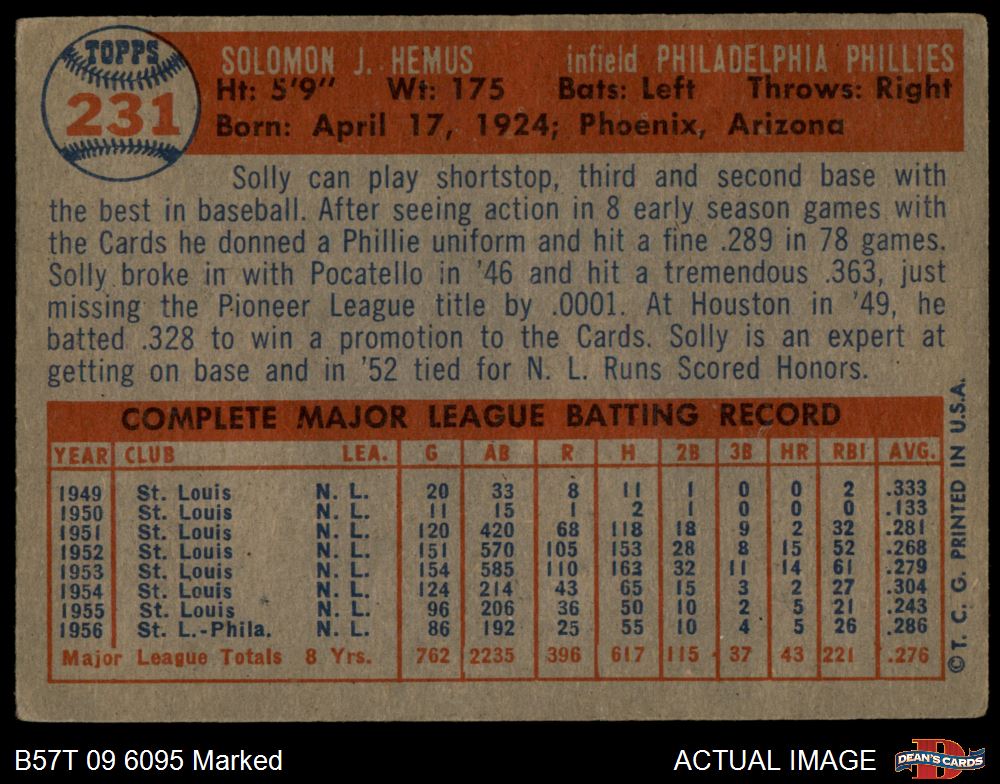 TOPPS
231
SOLOMON J. HEMUS infield PHILADELPHIA PHILLIES
Ht: 5'9" Wt: 175 Bats: Left Throws: Right
Born: April 17, 1924; Phoenix, Arizona
Solly can play shortstop, third and second base with
the best in baseball. After seeing action in 8 early season games with
the Cards he donned a Phillie uniform and hit a fine .289 in 78 games.
Solly broke in with Pocatello in '46 and hit a tremendous .363, just
missing the Pioneer League title by .0001. At Houston in '49, he
batted .328 to win a promotion to the Cards. Solly is an expert at
getting on base and in '52 tied for N. L. Runs Scored Honors.
COMPLETE MAJOR LEAGUE BATTING RECORD
YEAR CLUB LEA. G AB R H 2B 3B HR RBI AVG.
1949 St. Louis N. L. 20 33 8 11 1 0 0 2 .333
1950 St. Louis N. L. 11 15 1 2 1 0 0 0 .133
1951 St. Louis N. L. 120 420 68 118 18 9 2 32 .281
1952 St. Louis N. L. 151 570 105 153 28 8 15 52 .268
1953 St. Louis N. L. 154 585 110 163 32 11 14 61 .279
1954 St. Louis N. L. 124 214 43 65 15 3 2 27 .304
1955 St. Louis N. L. 96 206 36 50 10 2 5 21 .243
1956 St. L.-Phila. N. L. 86 192 25 55 10 4 5 26 .286
Major League Totals 8 Yrs. 762 2235 396 617 115 37 43 221 .276
© T. C. G. PRINTED IN U.S.A.
B57T 09 6095 Marked ACTUAL IMAGE
DEAN'S CARDS